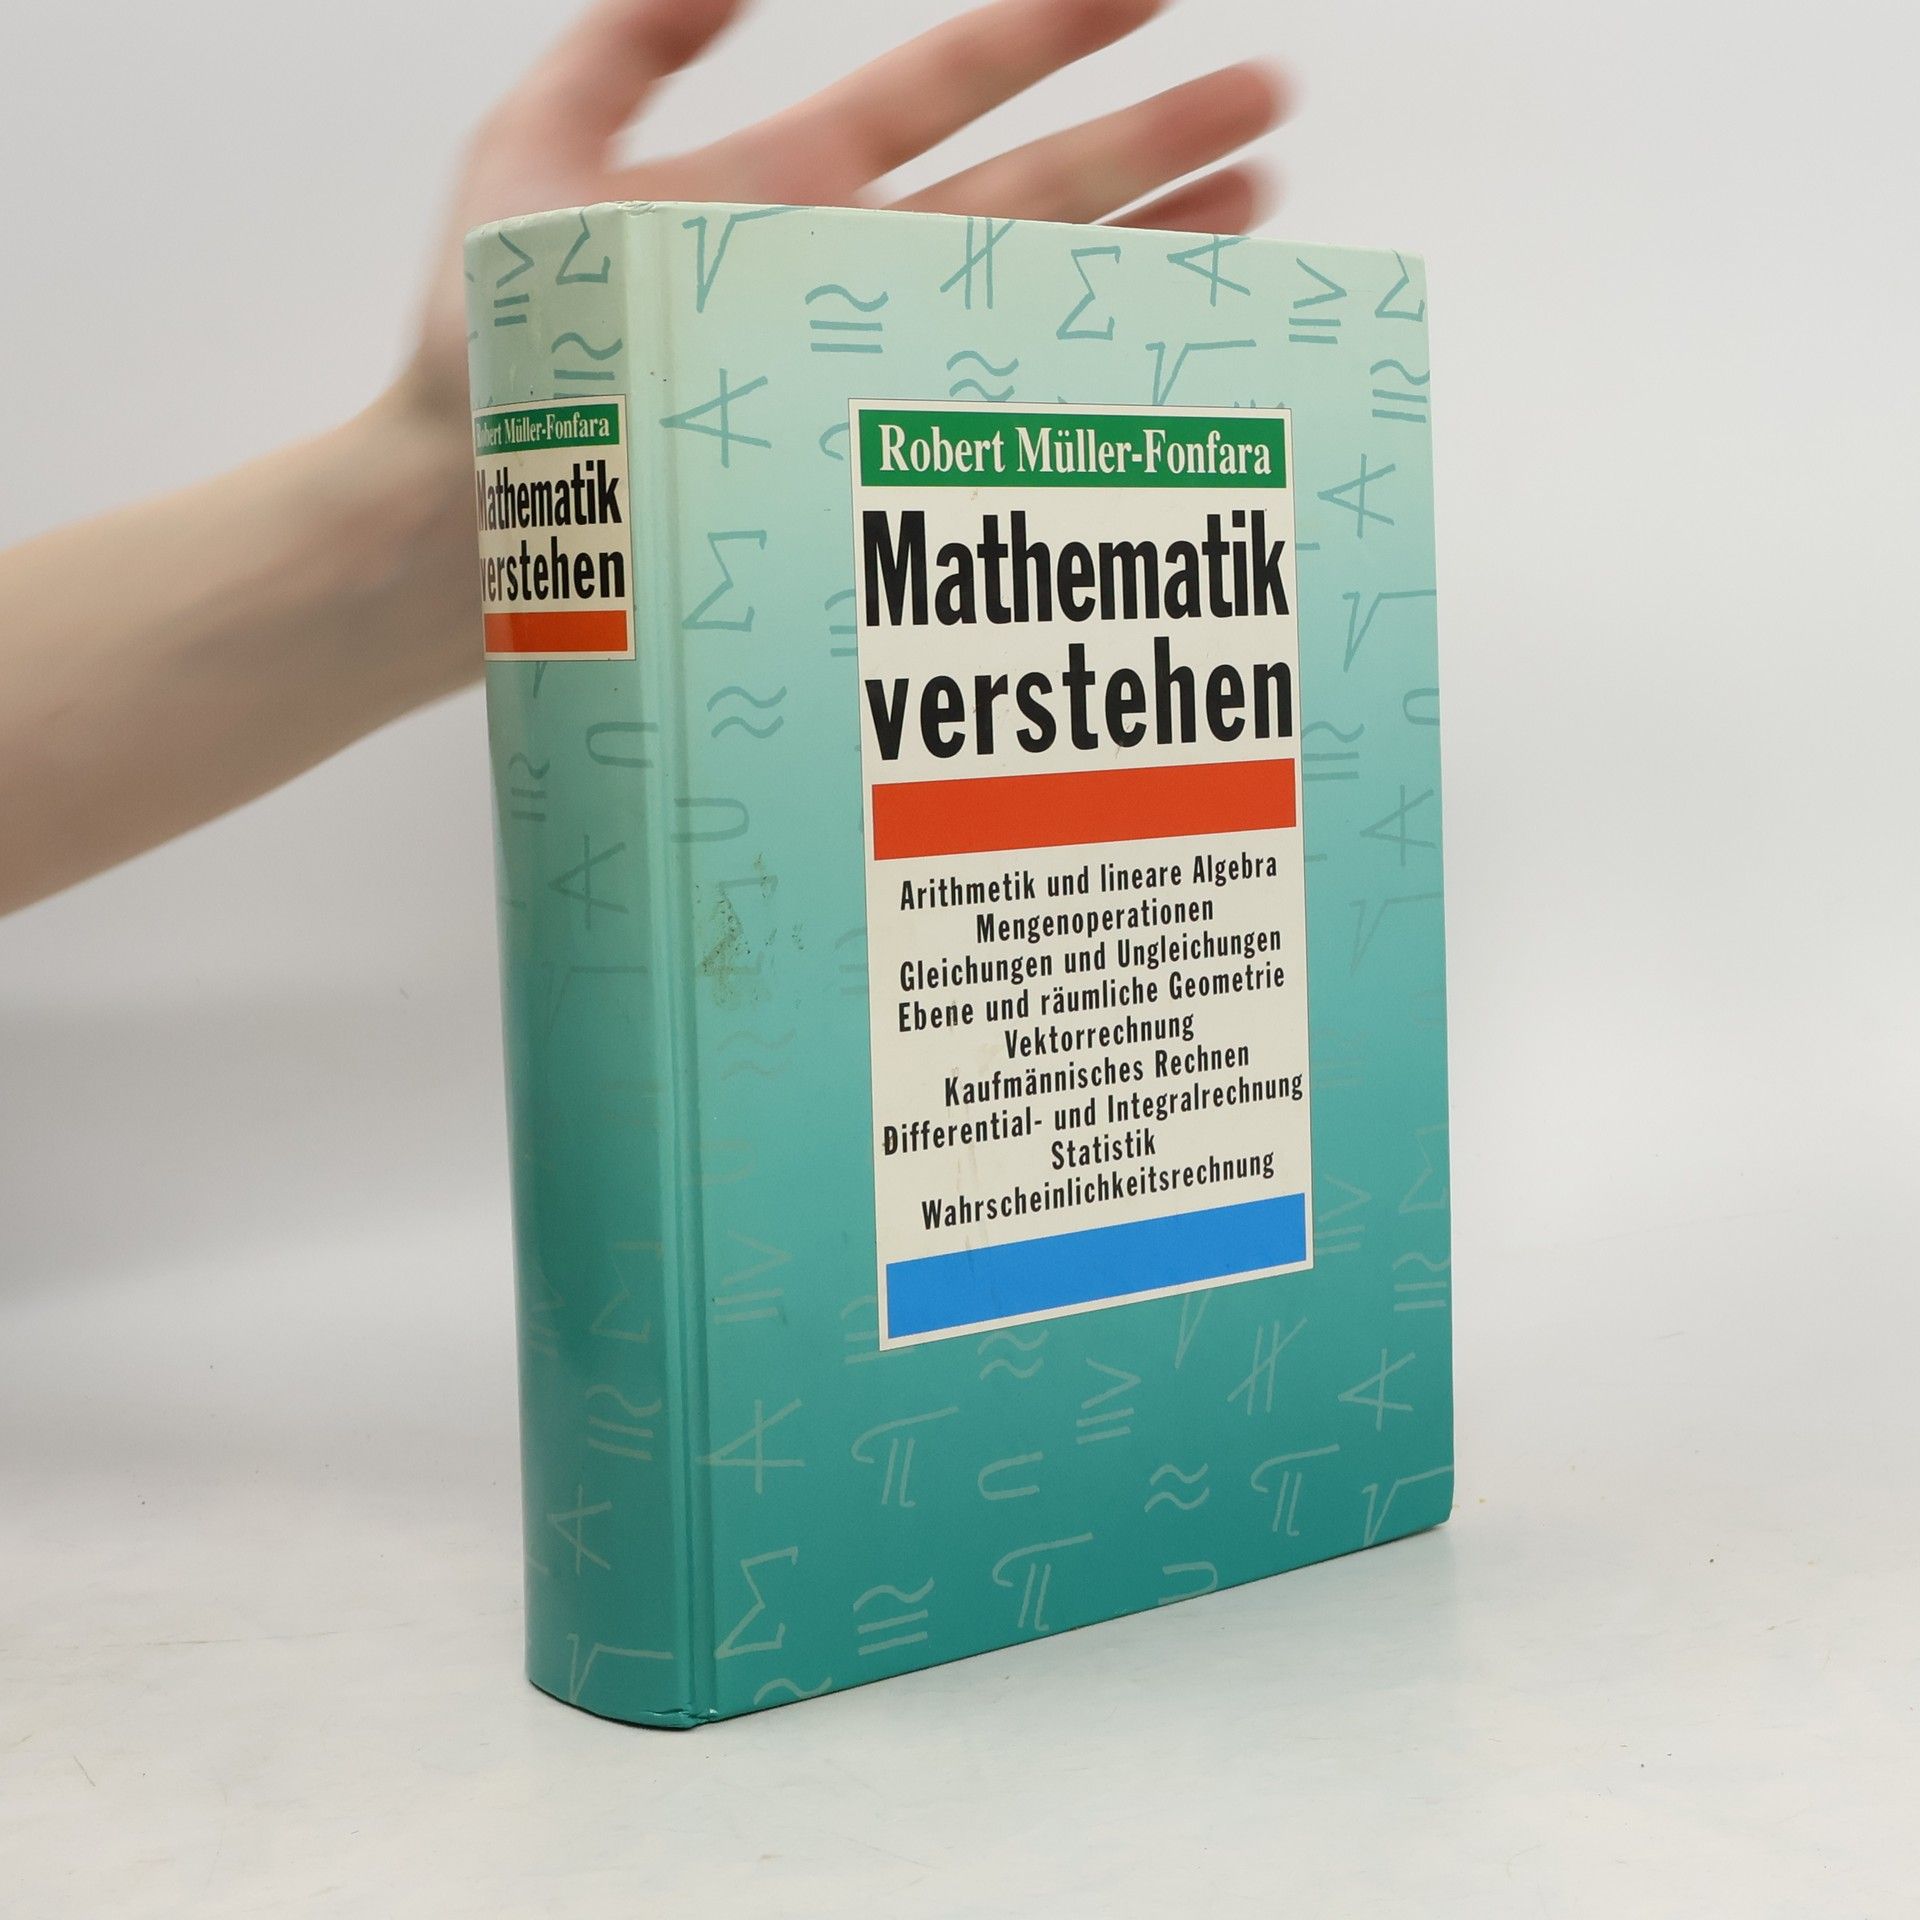 Robert Müller-Fonfara
Mathematik
verstehen
Robert Müller-Fonfara
Mathematik
verstehen
Arithmetik und lineare Algebra
Mengenoperationen
Gleichungen und Ungleichungen
Ebene und räumliche Geometrie
Vektorrechnung
Kaufmännisches Rechnen
Differential- und Integralrechnung
Statistik
Wahrscheinlichkeitsrechnung